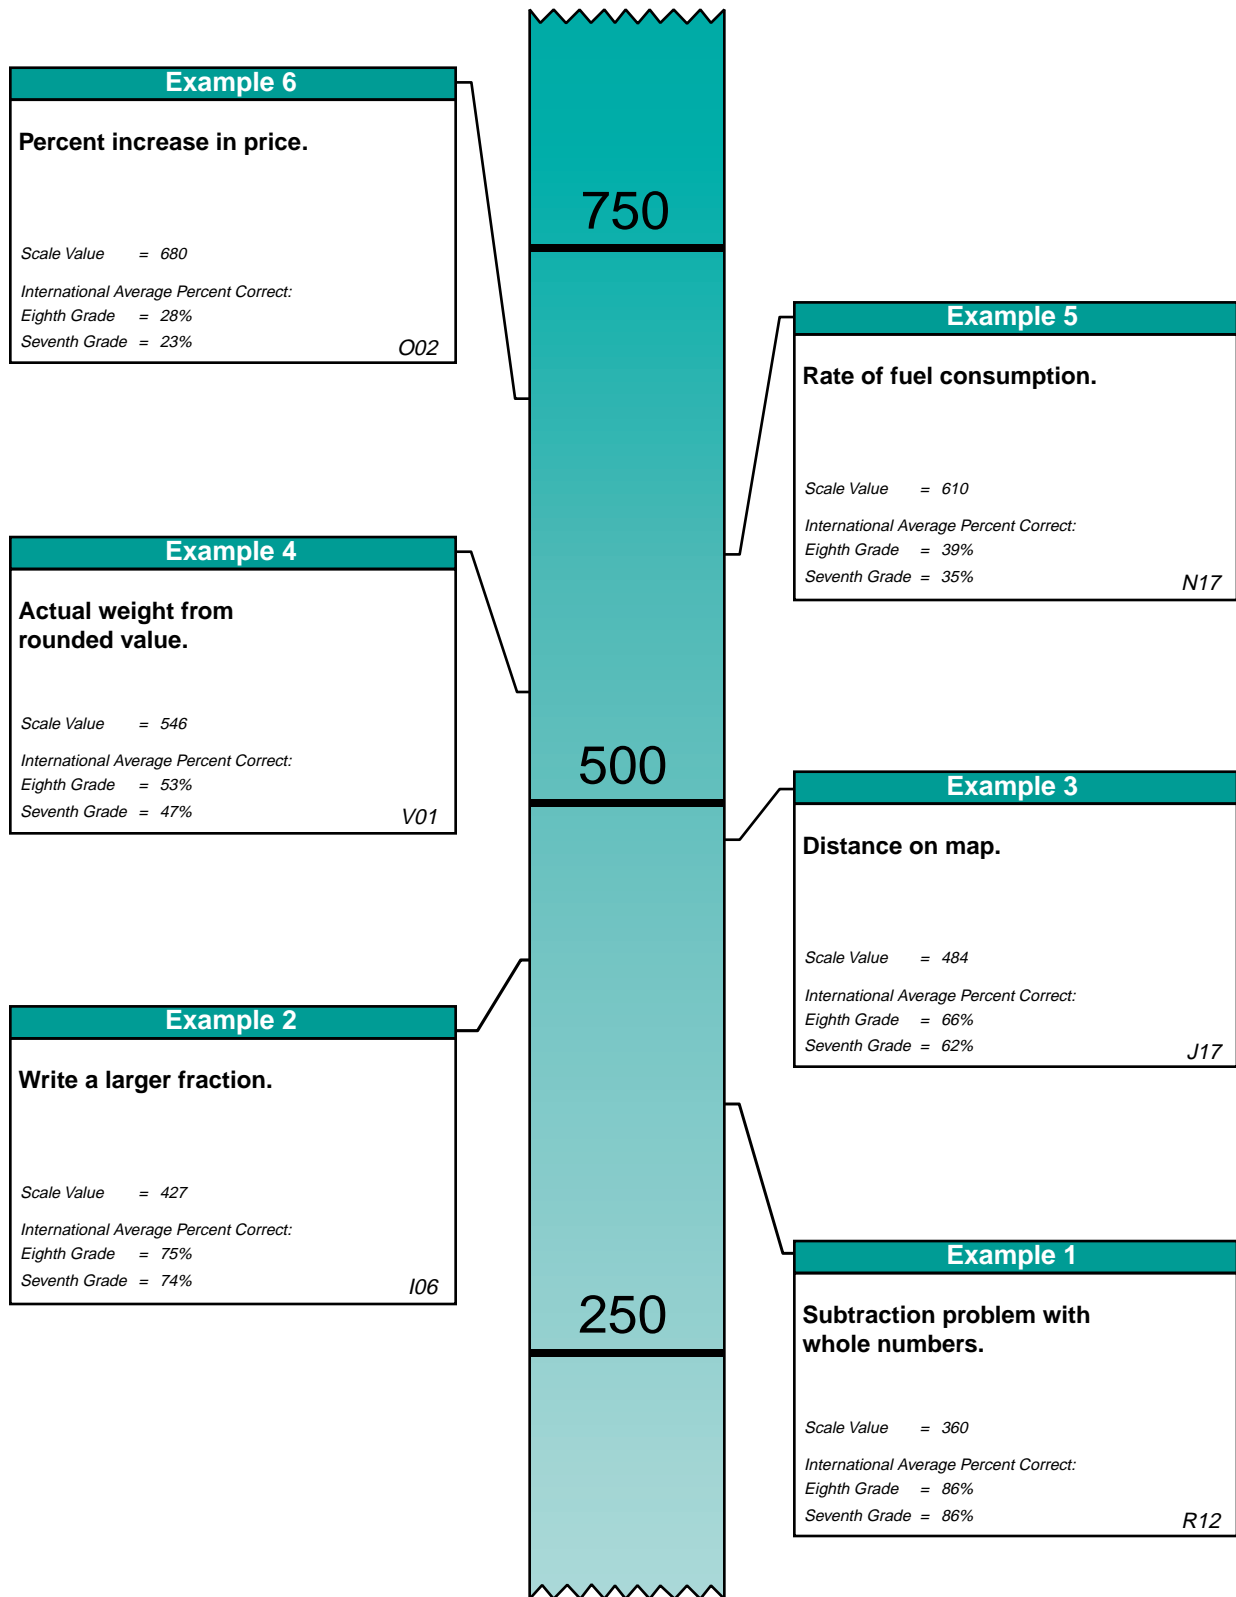 Example 6
Percent increase in price.
Scale Value = 680
International Average Percent Correct:
Eighth Grade = 28%
Seventh Grade = 23%
O02
Example 4
Actual weight from
rounded value.
Scale Value = 546
International Average Percent Correct:
Eighth Grade = 53%
Seventh Grade = 47%
V01
Example 2
Write a larger fraction.
Scale Value = 427
International Average Percent Correct:
Eighth Grade = 75%
Seventh Grade = 74%
I06
750
500
250
Example 5
Rate of fuel consumption.
Scale Value = 610
International Average Percent Correct:
Eighth Grade = 39%
Seventh Grade = 35%
N17
Example 3
Distance on map.
Scale Value = 484
International Average Percent Correct:
Eighth Grade = 66%
Seventh Grade = 62%
J17
Example 1
Subtraction problem with
whole numbers.
Scale Value = 360
International Average Percent Correct:
Eighth Grade = 86%
Seventh Grade = 86%
R12